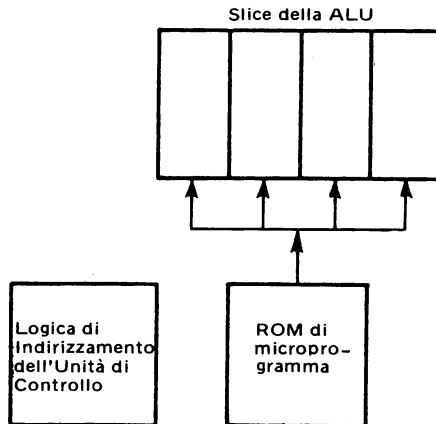 Slice della ALU
Logica di
Indirizzamento
dell'Unità di
Controllo
ROM di
micropro-
gramma